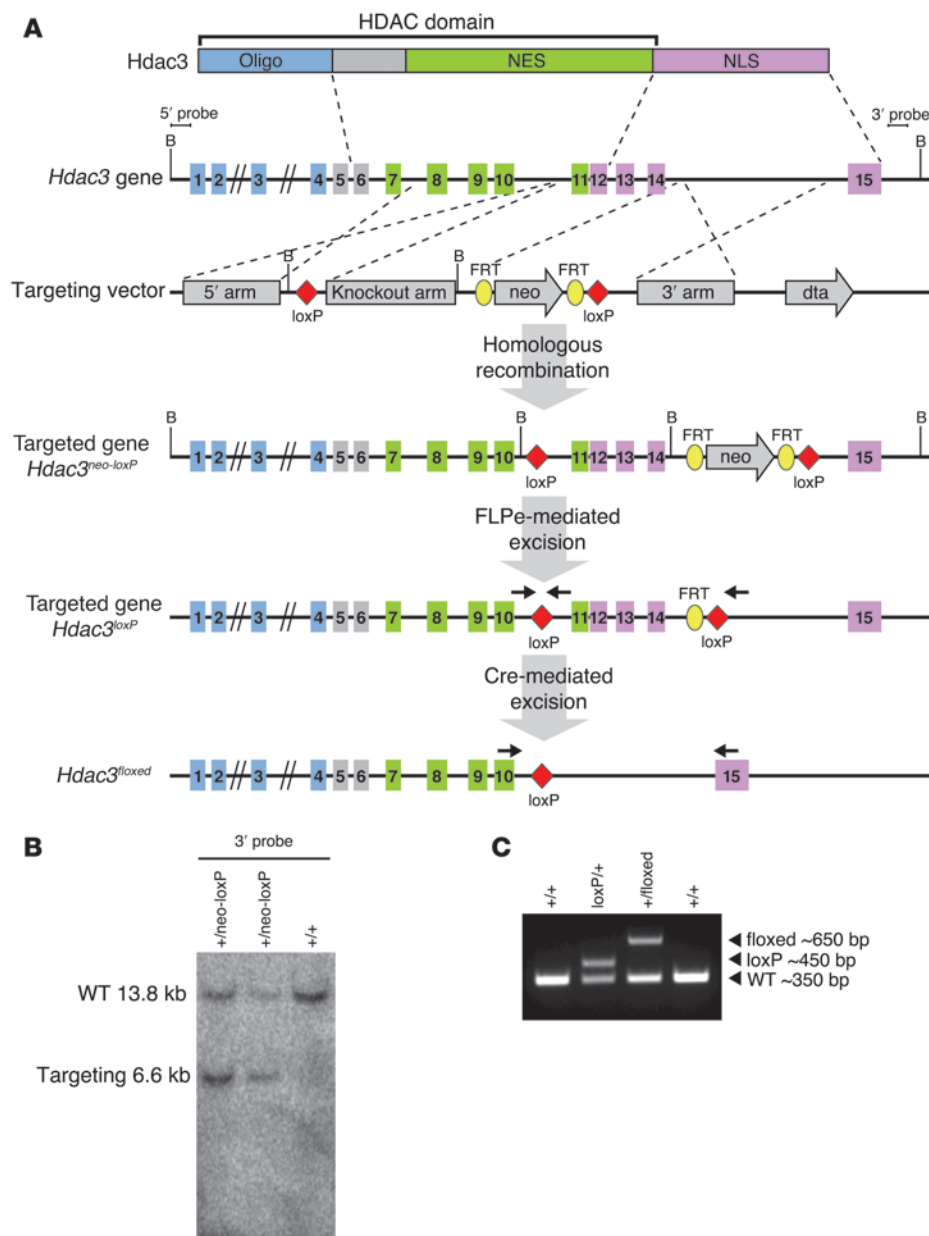 A
HDAC domain
Hdac3
Oligo
NES
NLS
5′ probe
3′ probe
B
B
Hdac3 gene
1 2 3 4 5 6 7 8 9 10 11 12 13 14 15
B
B
FRT
FRT
Targeting vector
5′ arm
Knockout arm
neo
3′ arm
dta
loxP
loxP
Homologous
recombination
B
B
B
B
Targeted gene
Hdac3neo-loxP
1 2 3 4 5 6 7 8 9 10 11 12 13 14
FRT
neo
FRT
15
loxP
loxP
FLPe-mediated
excision
Targeted gene
Hdac3loxP
1 2 3 4 5 6 7 8 9 10 11 12 13 14
FRT
15
loxP
loxP
Cre-mediated
excision
Hdac3floxed
1 2 3 4 5 6 7 8 9 10 15
loxP
B
3′ probe
+/neo-loxP
+/neo-loxP
+/+
WT 13.8 kb
Targeting 6.6 kb
C
+/+
loxP/+
+/floxed
+/+
floxed ~650 bp
loxP ~450 bp
WT ~350 bp